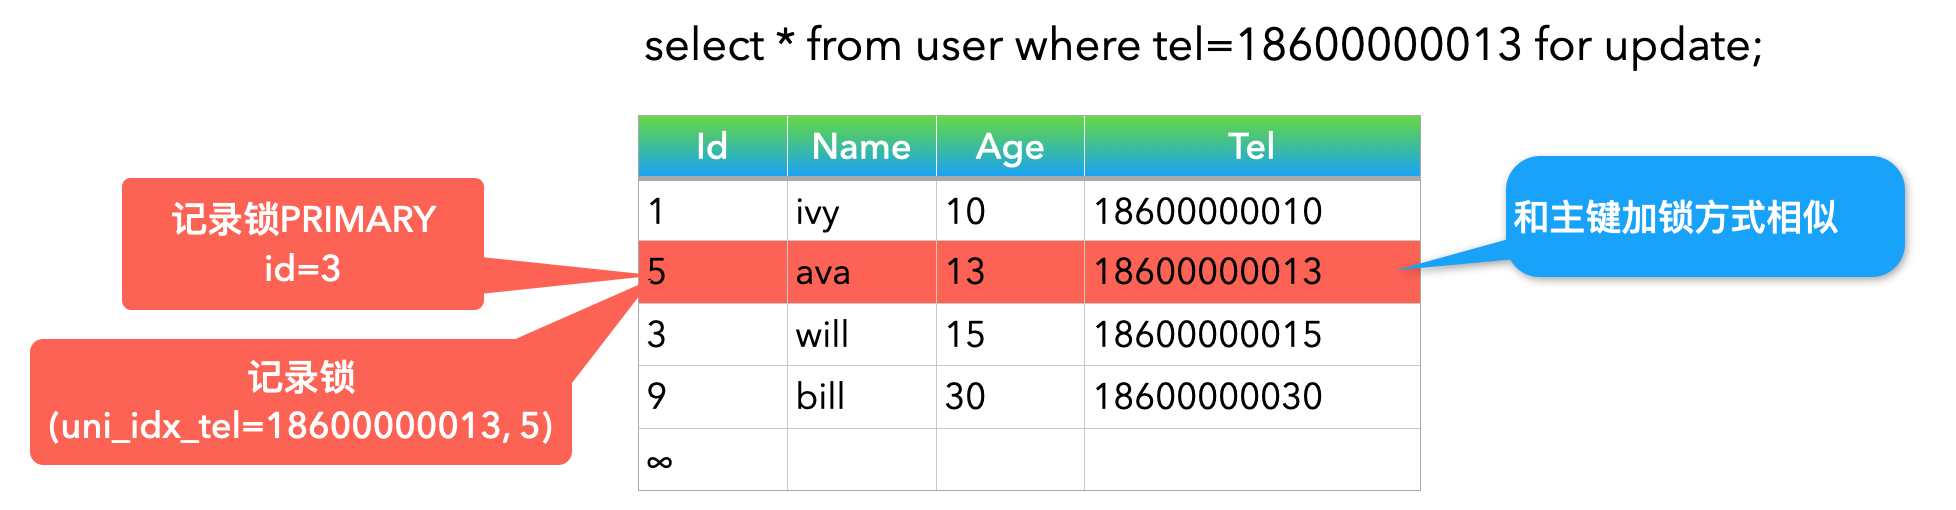 select * from user where tel=18600000013 for update;
Id Name Age Tel
1 ivy 10 18600000010
5 ava 13 18600000013
3 will 15 18600000015
9 bill 30 18600000030
∞
记录锁PRIMARY
id=3
记录锁
(uni_idx_tel=18600000013, 5)
和主键加锁方式相似